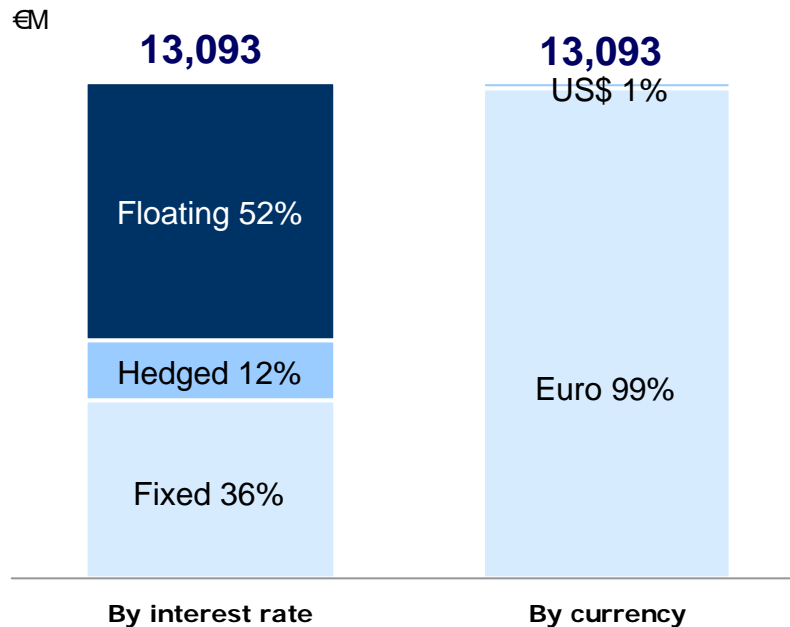 €M
13,093
Floating 52%
Hedged 12%
Fixed 36%
By interest rate
13,093
US$ 1%
Euro 99%
By currency